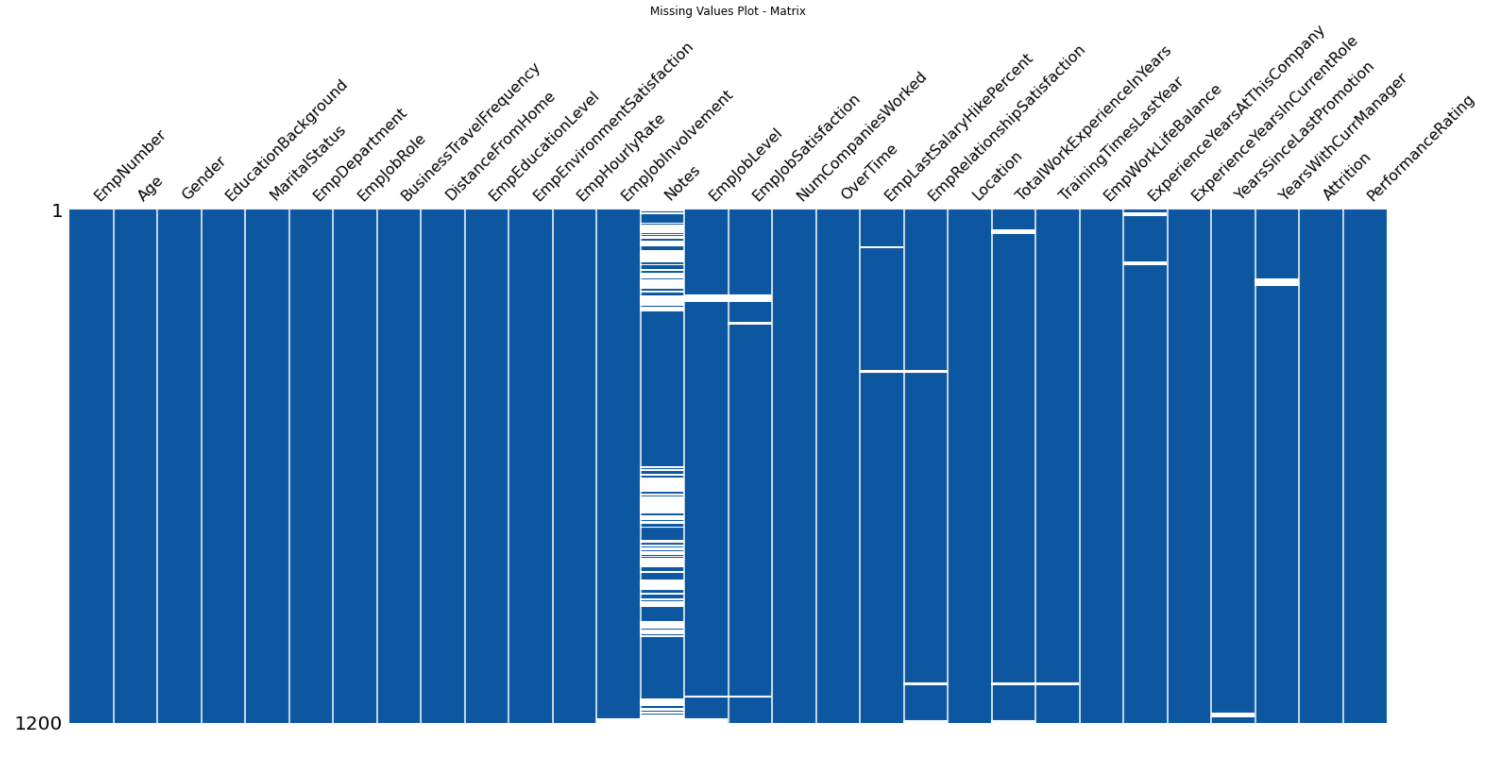 Missing Values Plot - Matrix
EmpNumber
Age
Gender
EducationBackground
MaritalStatus
EmpDepartment
EmpJobRole
BusinessTravelFrequency
DistanceFromHome
EmpEducationLevel
EmpEnvironmentSatisfaction
EmpHourlyRate
EmpJobInvolvement
Notes
EmpJobLevel
EmpJobSatisfaction
NumCompaniesWorked
OverTime
EmpLastSalaryHikePercent
EmpRelationshipSatisfaction
Location
TotalWorkExperienceInYears
TrainingTimesLastYear
EmpWorkLifeBalance
ExperienceYearsAtThisCompany
ExperienceYearsInCurrentRole
YearsSinceLastPromotion
YearsWithCurrManager
Attrition
PerformanceRating
1
1200